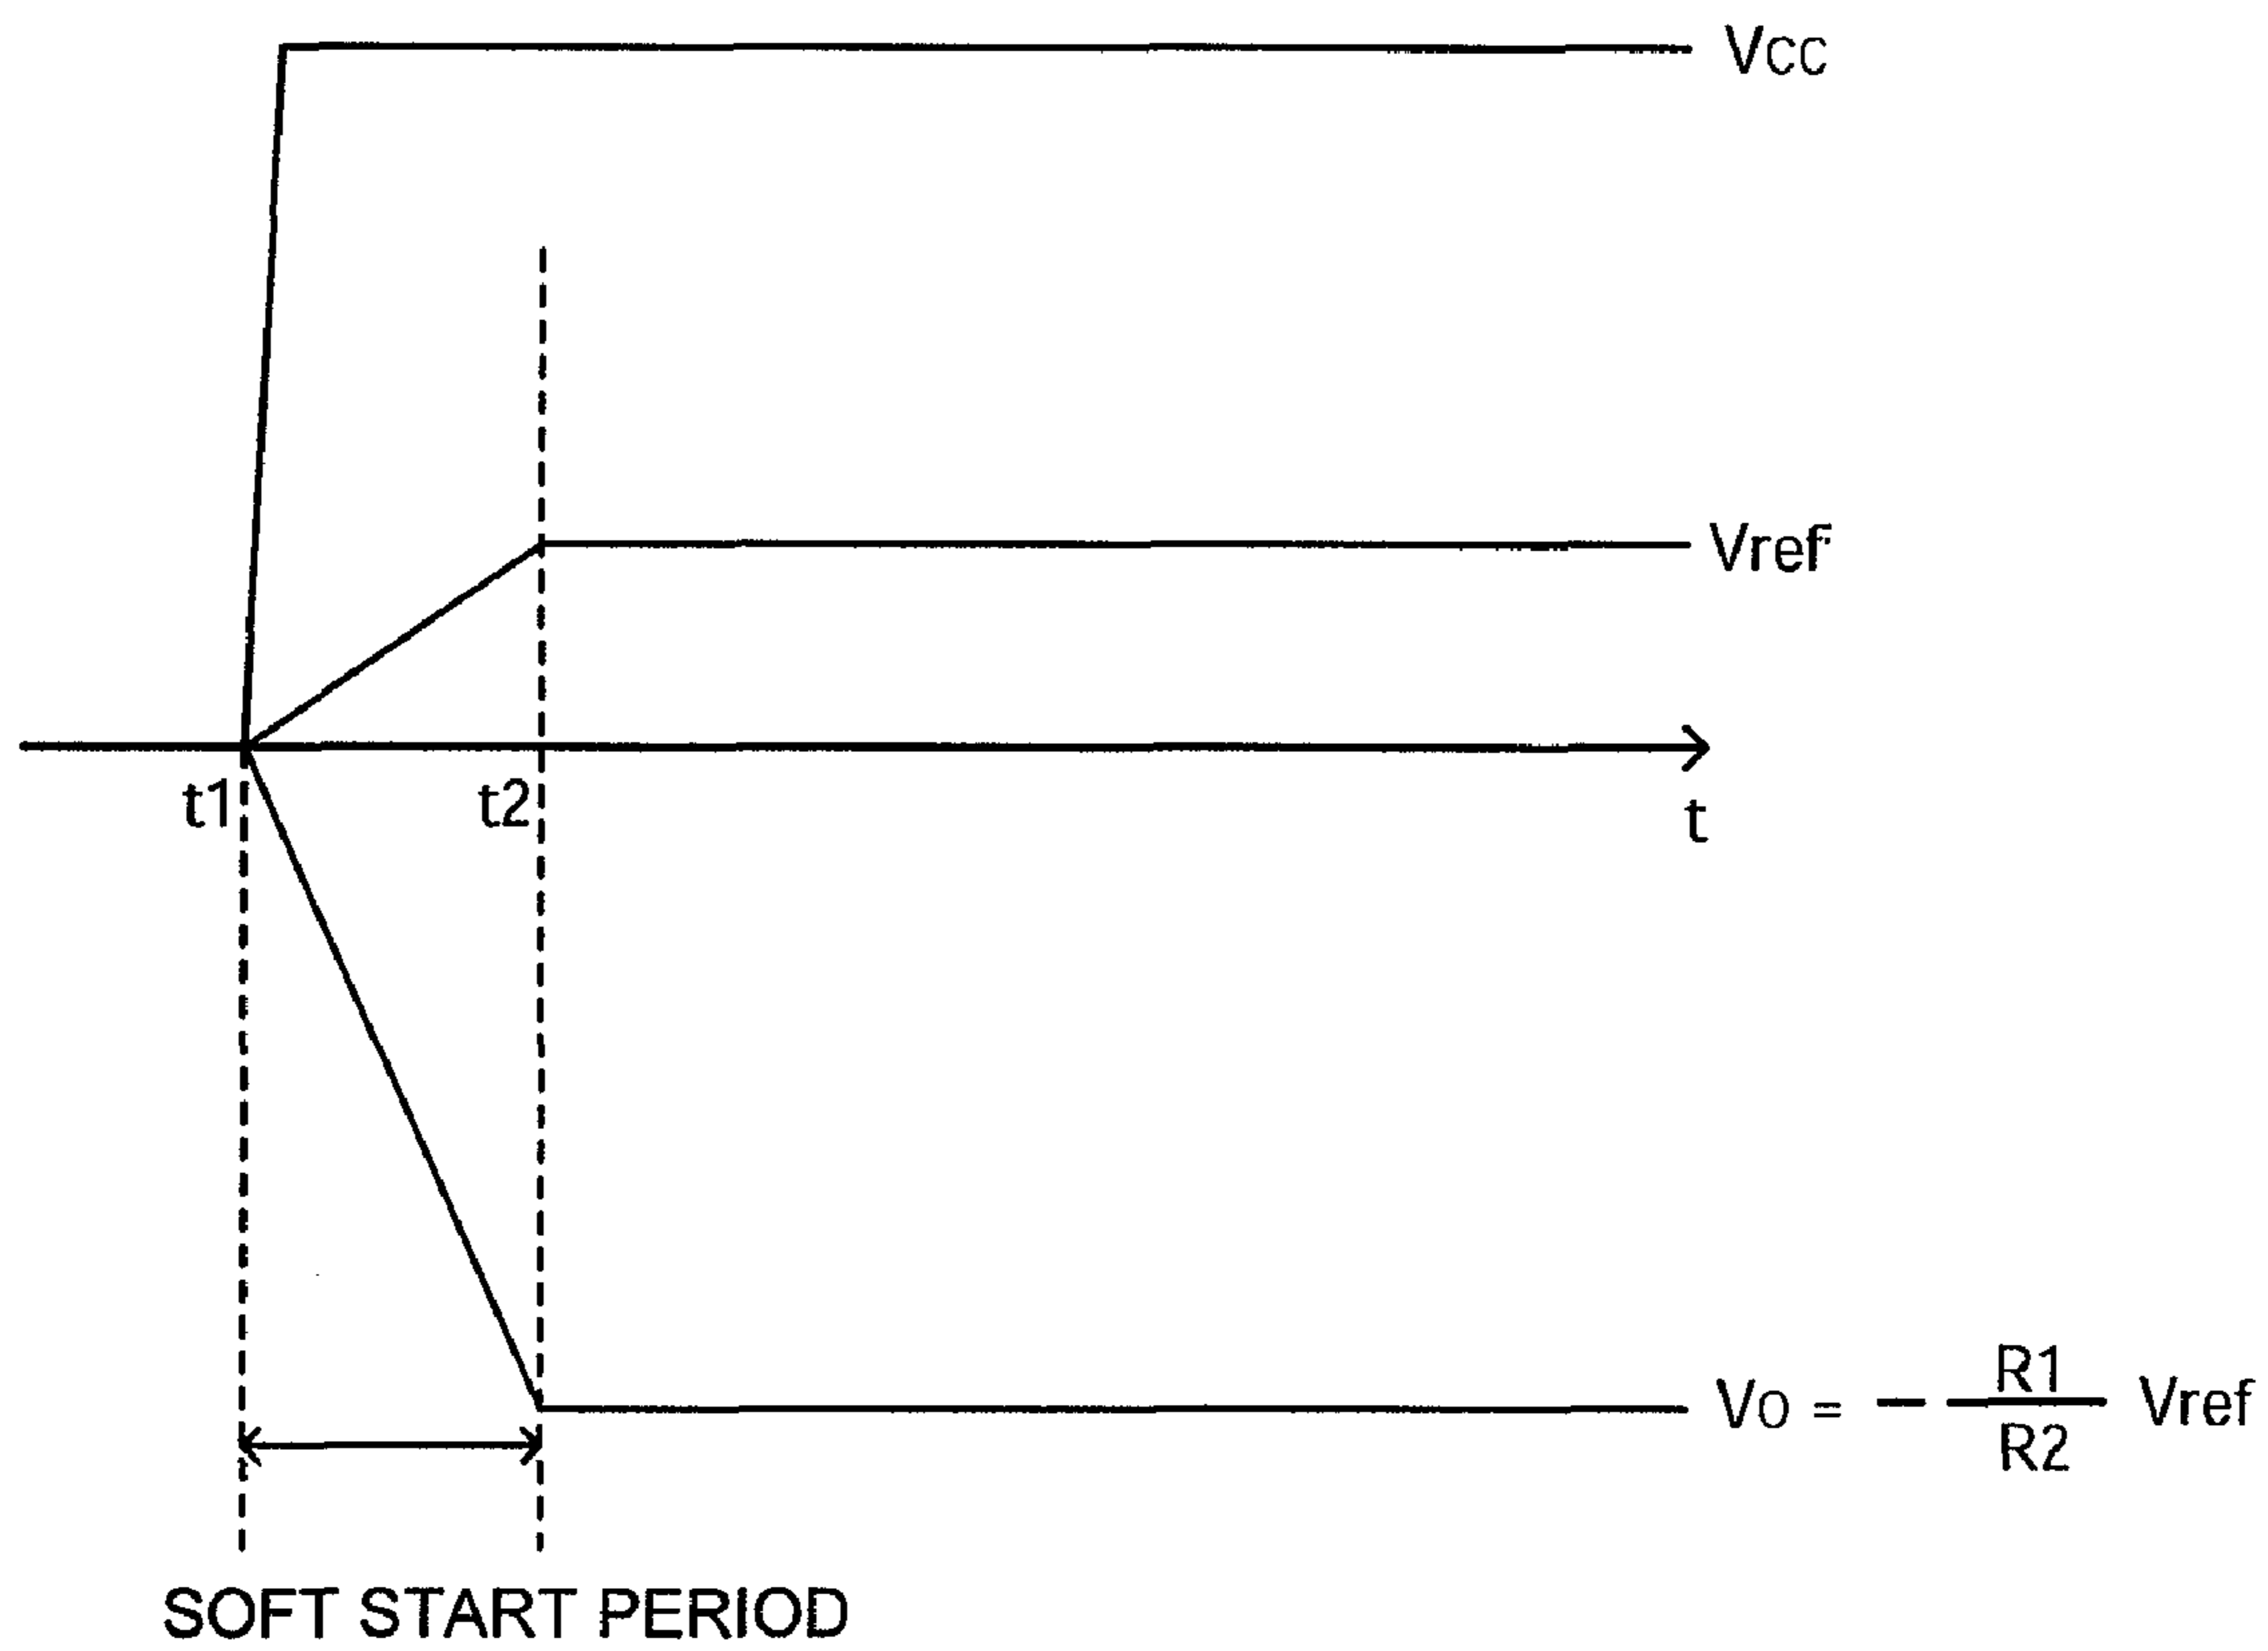 Vcc
Vref
t1
t2
t
Vo = - R1/R2 Vref
SOFT START PERIOD